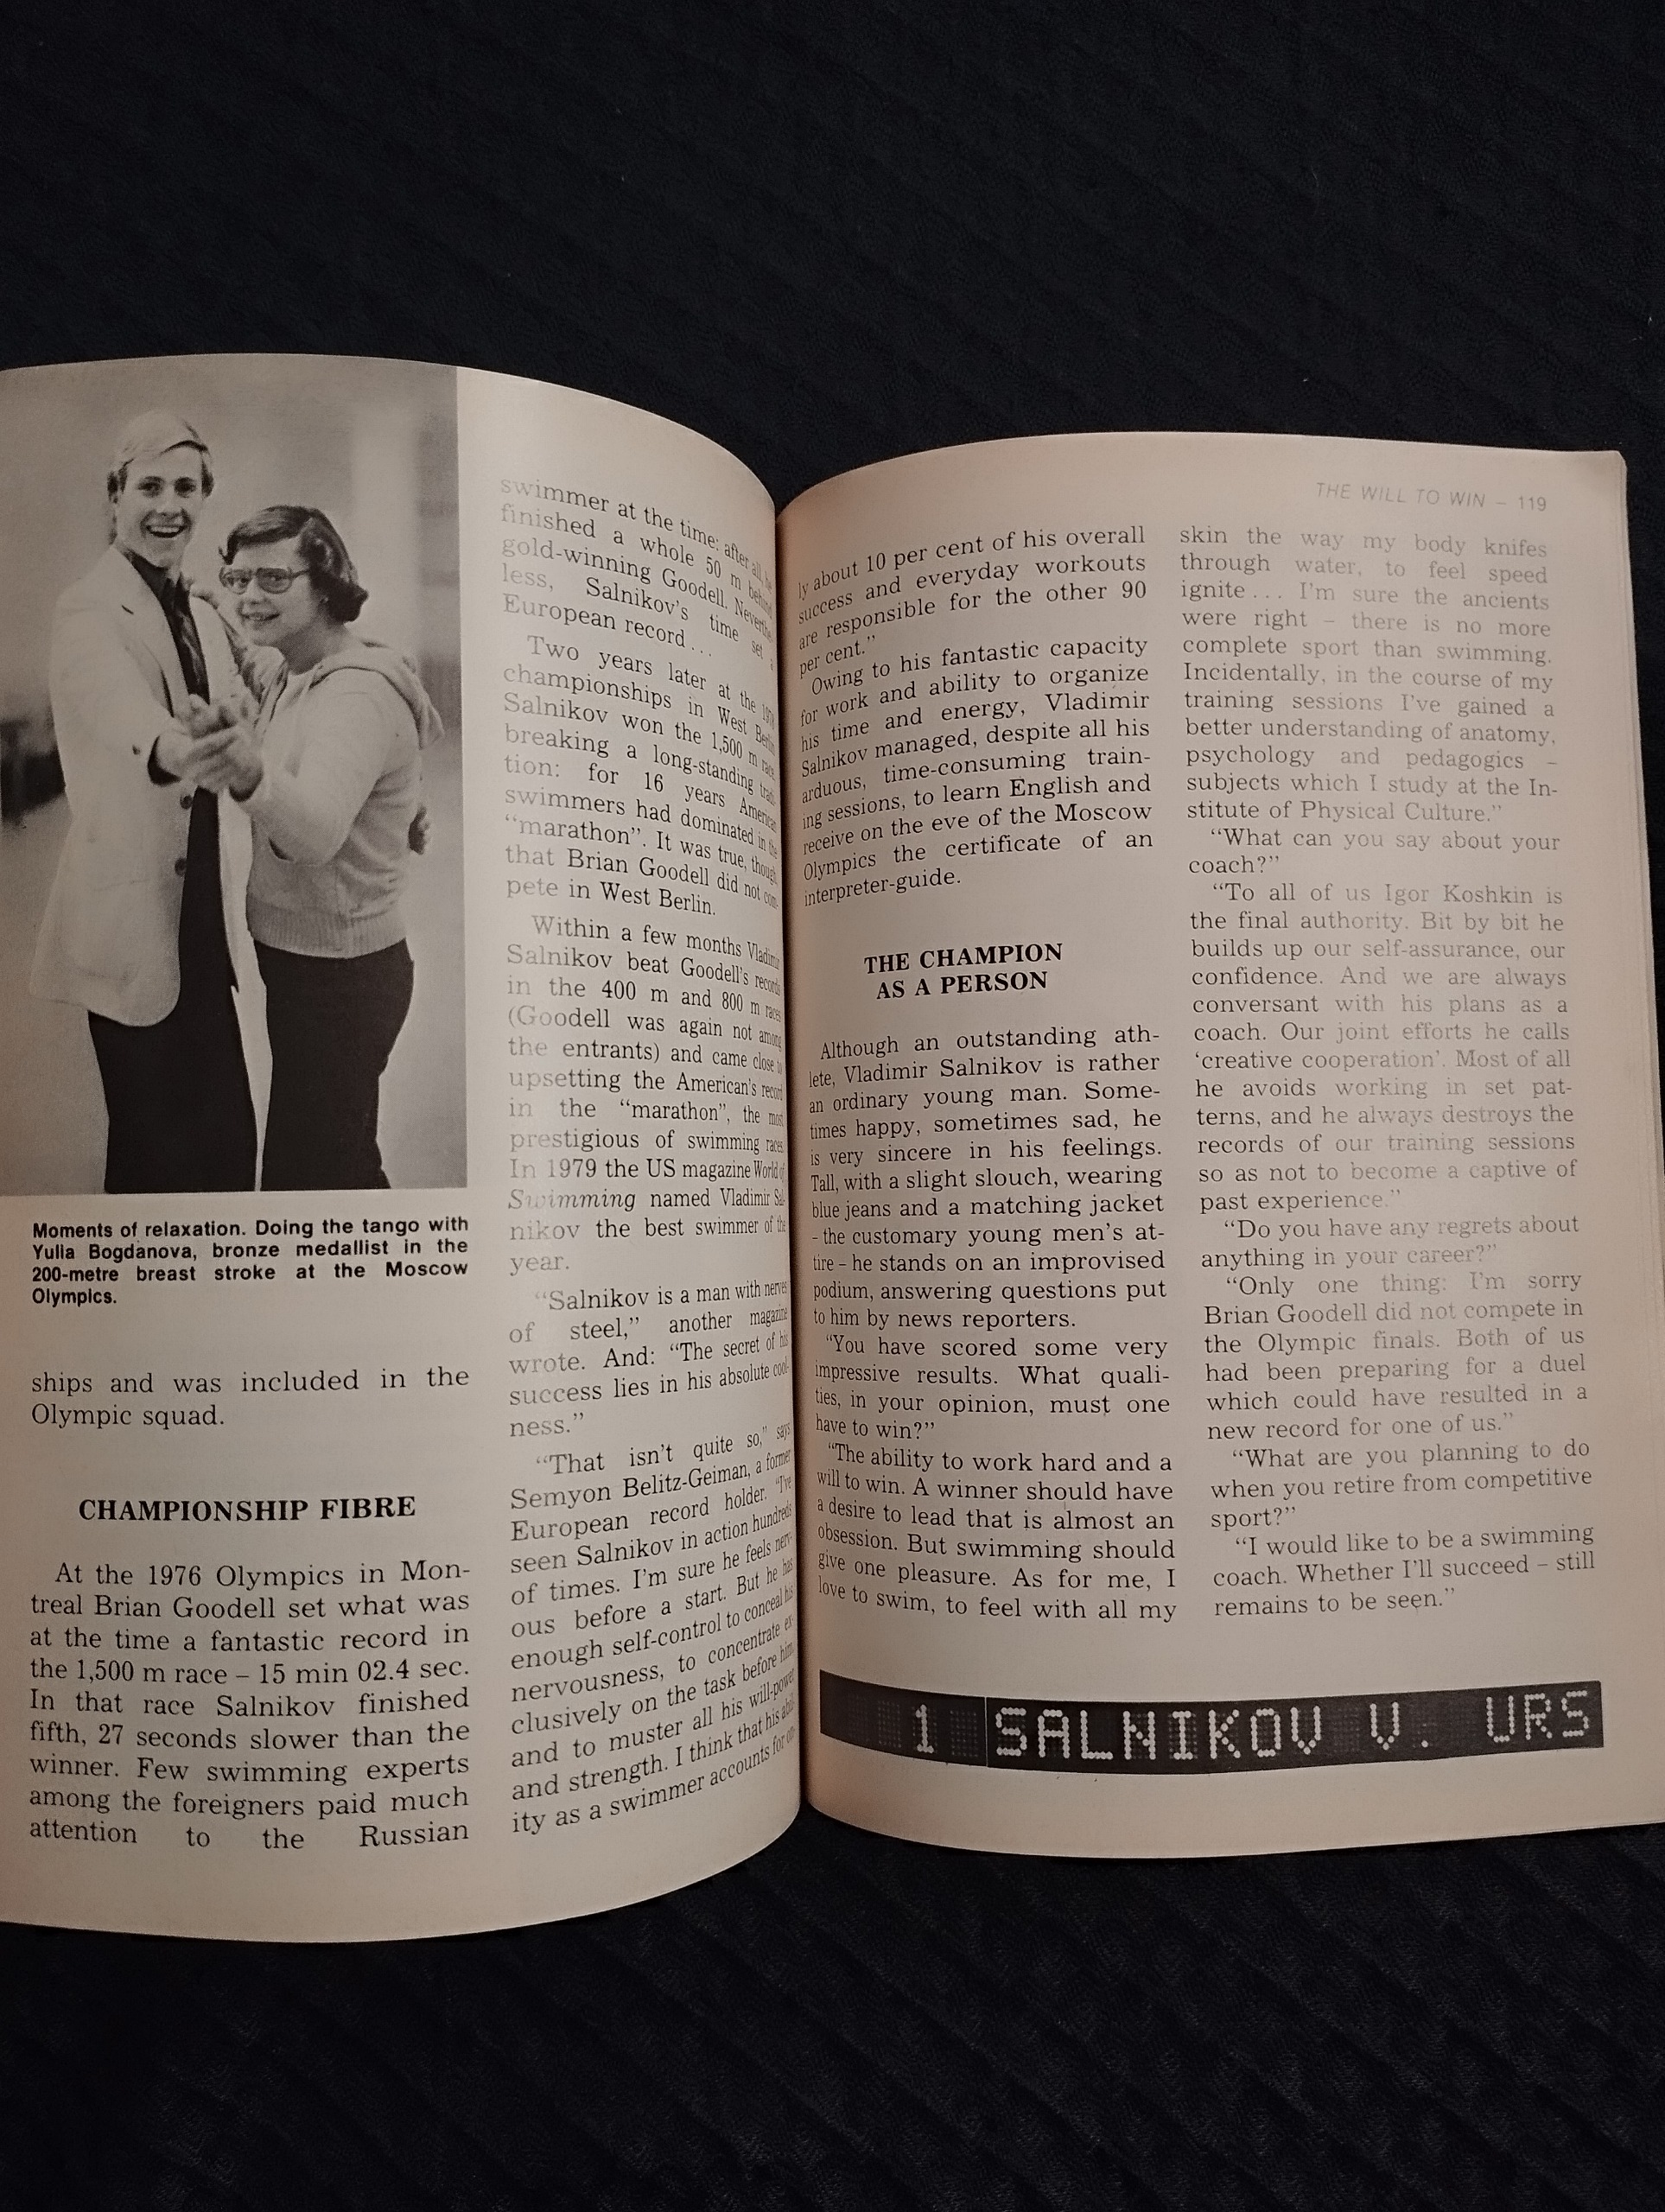 Moments of relaxation. Doing the tango with
Yulia Bogdanova, bronze medallist in the
200-metre breast stroke at the Moscow
Olympics.
ships and was included in the
Olympic squad.
CHAMPIONSHIP FIBRE
At the 1976 Olympics in Mon-
treal Brian Goodell set what was
at the time a fantastic record in
the 1,500 m race – 15 min 02.4 sec.
In that race Salnikov finished
fifth, 27 seconds slower than the
winner. Few swimming experts
among the foreigners paid much
attention to the Russian
swimmer at the time: after all, he
finished a whole 50 m behind
gold-winning Goodell. Neverthe-
less, Salnikov's time set a
European record...
Two years later at the 1978
championships in West Berlin
Salnikov won the 1,500 m race,
breaking a long-standing tradi-
tion: for 16 years American
swimmers had dominated in the
“marathon”. It was true, though,
that Brian Goodell did not com-
pete in West Berlin.
Within a few months Vladimir
Salnikov beat Goodell's records
in the 400 m and 800 m races
(Goodell was again not among
the entrants) and came close to
upsetting the American's record
in the “marathon”, the most
prestigious of swimming races.
In 1979 the US magazine World of
Swimming named Vladimir Sal-
nikov the best swimmer of the
year.
“Salnikov is a man with nerves
of steel,” another magazine
wrote. And: “The secret of his
success lies in his absolute cool-
ness.”
“That isn't quite so,” says
Semyon Belitz-Geiman, a former
European record holder. “I've
seen Salnikov in action hundreds
of times. I'm sure he feels nerv-
ous before a start. But he has
enough self-control to conceal his
nervousness, to concentrate ex-
clusively on the task before him
and to muster all his will-power
and strength. I think that his abil-
ity as a swimmer accounts for on-
THE WILL TO WIN – 119
ly about 10 per cent of his overall
success and everyday workouts
are responsible for the other 90
per cent.”
Owing to his fantastic capacity
for work and ability to organize
his time and energy, Vladimir
Salnikov managed, despite all his
arduous, time-consuming train-
ing sessions, to learn English and
receive on the eve of the Moscow
Olympics the certificate of an
interpreter-guide.
THE CHAMPION
AS A PERSON
Although an outstanding ath-
lete, Vladimir Salnikov is rather
an ordinary young man. Some-
times happy, sometimes sad, he
is very sincere in his feelings.
Tall, with a slight slouch, wearing
blue jeans and a matching jacket
– the customary young men's at-
tire – he stands on an improvised
podium, answering questions put
to him by news reporters.
“You have scored some very
impressive results. What quali-
ties, in your opinion, must one
have to win?”
“The ability to work hard and a
will to win. A winner should have
a desire to lead that is almost an
obsession. But swimming should
give one pleasure. As for me, I
love to swim, to feel with all my
skin the way my body knifes
through water, to feel speed
ignite... I'm sure the ancients
were right – there is no more
complete sport than swimming.
Incidentally, in the course of my
training sessions I've gained a
better understanding of anatomy,
psychology and pedagogics –
subjects which I study at the In-
stitute of Physical Culture.”
“What can you say about your
coach?”
“To all of us Igor Koshkin is
the final authority. Bit by bit he
builds up our self-assurance, our
confidence. And we are always
conversant with his plans as a
coach. Our joint efforts he calls
‘creative cooperation’. Most of all
he avoids working in set pat-
terns, and he always destroys the
records of our training sessions
so as not to become a captive of
past experience.”
“Do you have any regrets about
anything in your career?”
“Only one thing: I'm sorry
Brian Goodell did not compete in
the Olympic finals. Both of us
had been preparing for a duel
which could have resulted in a
new record for one of us.”
“What are you planning to do
when you retire from competitive
sport?”
“I would like to be a swimming
coach. Whether I'll succeed – still
remains to be seen.”
1 SALNIKOV V. URS